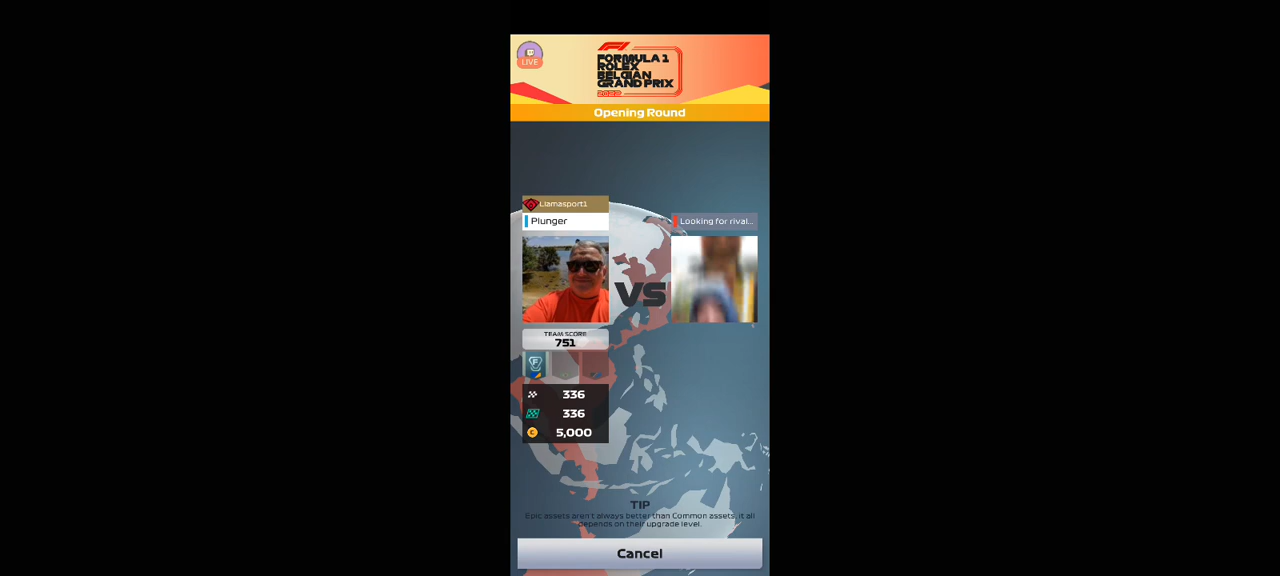 LIVE
FORMULA 1
ROLEX
BELGIAN
GRAND PRIX
2022
Opening Round
Llamasport1
Plunger
Looking for rival...
VS
TEAM SCORE
751
336
336
5,000
TIP
Epic assets aren't always better than Common assets, it all
depends on their upgrade level.
Cancel